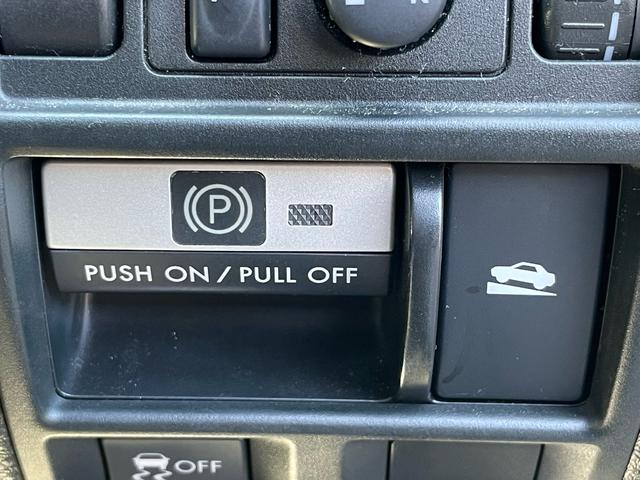 L R
P
PUSH ON / PULL OFF
OFF